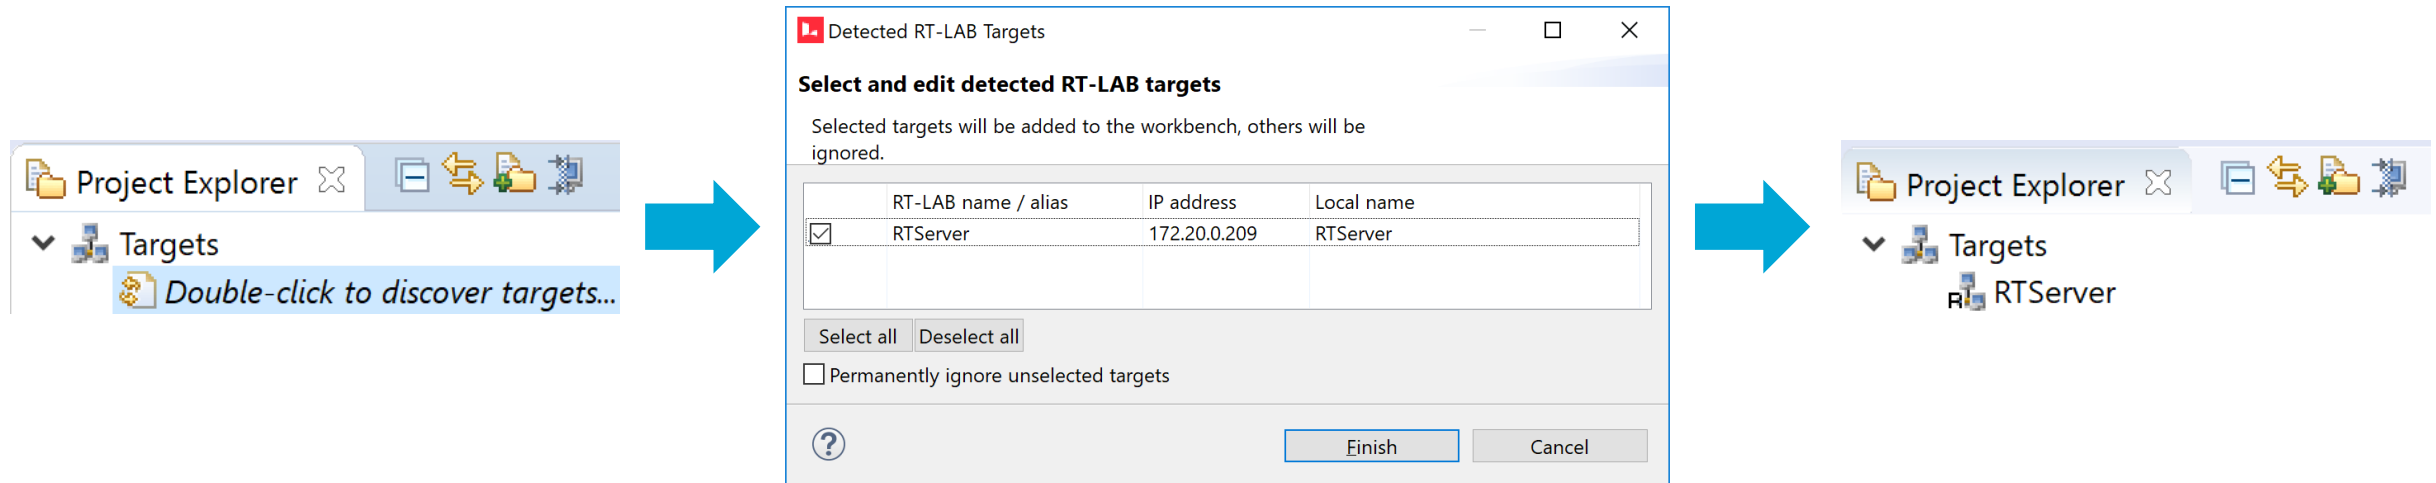 Project Explorer
Targets
Double-click to discover targets...
Detected RT-LAB Targets
Select and edit detected RT-LAB targets
Selected targets will be added to the workbench, others will be
ignored.
RT-LAB name / alias IP address Local name
RTServer 172.20.0.209 RTServer
Select all Deselect all
Permanently ignore unselected targets
? Finish Cancel
Project Explorer
Targets
R RTServer